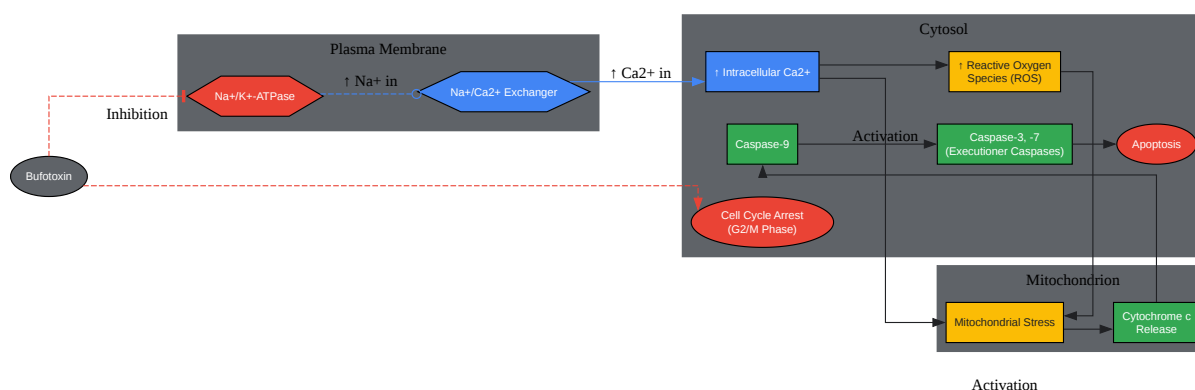 Plasma Membrane
Cytosol
Na+/K+-ATPase
↑ Na+ in
Na+/Ca2+ Exchanger
↑ Ca2+ in
↑ Intracellular Ca2+
↑ Reactive Oxygen
Species (ROS)
Inhibition
Caspase-9
Activation
Caspase-3, -7
(Executioner Caspases)
Apoptosis
Bufotoxin
Cell Cycle Arrest
(G2/M Phase)
Mitochondrion
Mitochondrial Stress
Cytochrome c
Release
Activation